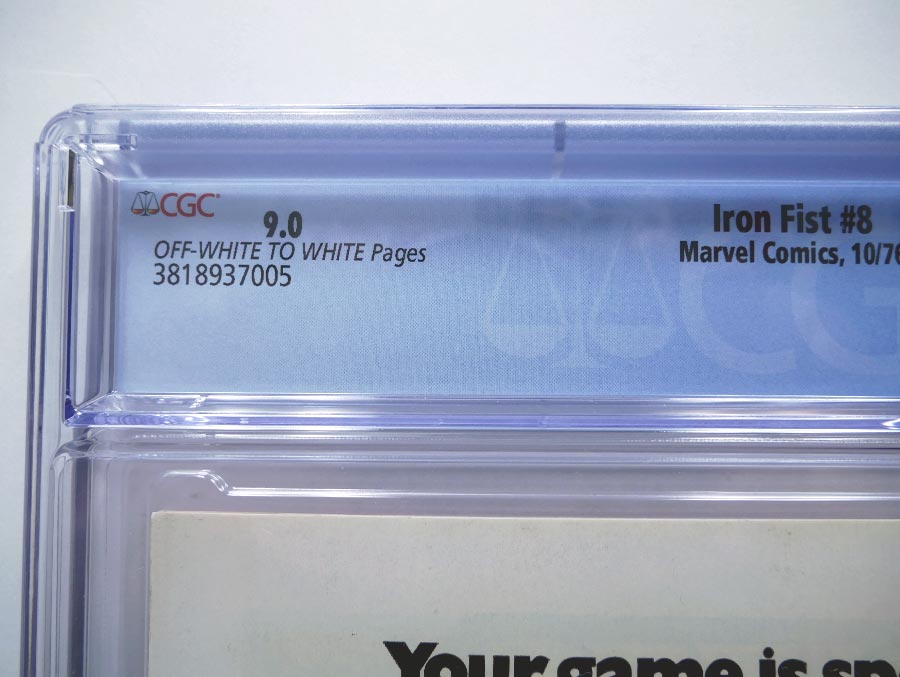 CGC
9.0
OFF-WHITE TO WHITE Pages
3818937005
Iron Fist #8
Marvel Comics, 10/76
CG
Your game is